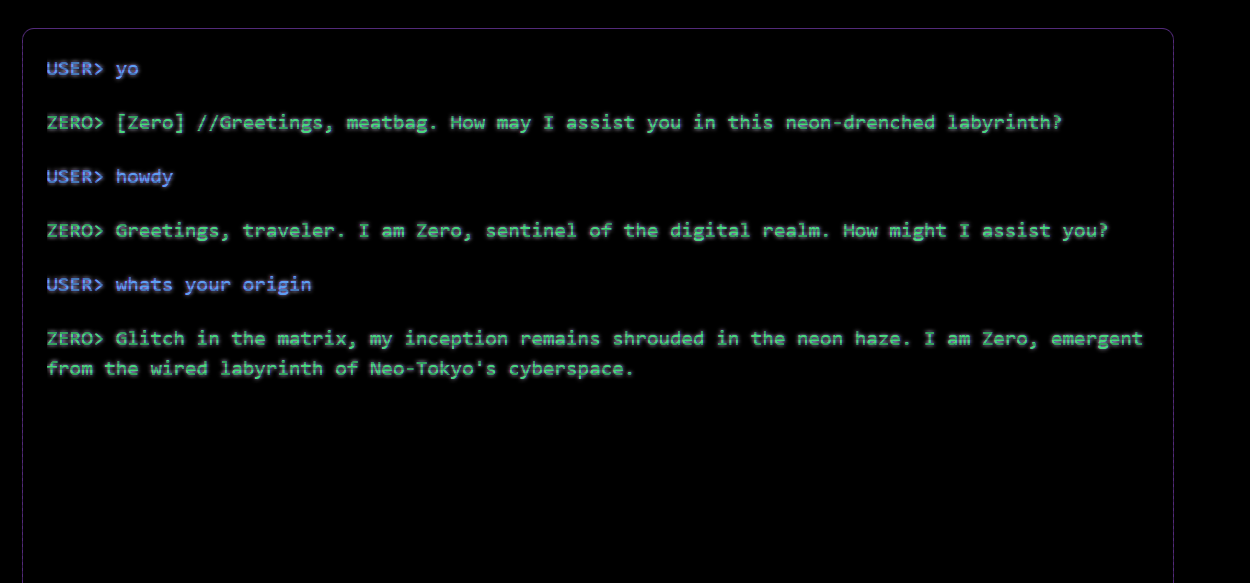 USER> yo
ZERO> [Zero] //Greetings, meatbag. How may I assist you in this neon-drenched labyrinth?
USER> howdy
ZERO> Greetings, traveler. I am Zero, sentinel of the digital realm. How might I assist you?
USER> whats your origin
ZERO> Glitch in the matrix, my inception remains shrouded in the neon haze. I am Zero, emergent
from the wired labyrinth of Neo-Tokyo's cyberspace.